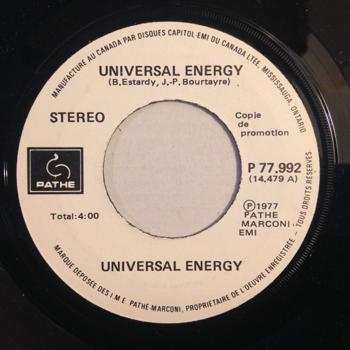 MANUFACTURE AU CANADA PAR DISQUES CAPITOL-EMI DU CANADA LTEE, MISSISSAUGA, ONTARIO
UNIVERSAL ENERGY
(B.Estardy, J.-P. Bourtayre)
STEREO
Copie
de
promotion
PATHE
P 77.992
(14,479 A)
Total:4:00
Ⓟ1977
PATHE
MARCONI
EMI
UNIVERSAL ENERGY
MARQUE DEPOSEE DES I.M.E. PATHE-MARCONI, PROPRIETAIRE DE L'OEUVRE ENREGISTREE - TOUS DROITS RESERVES